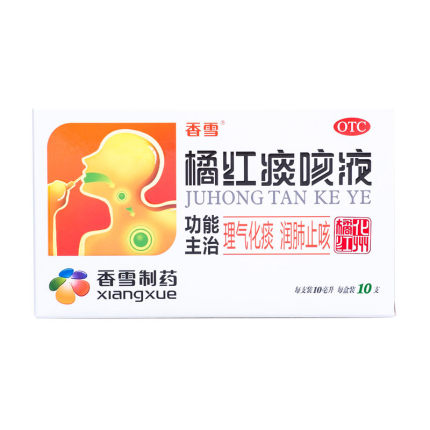 香雪®
OTC
橘红痰咳液
JUHONG TAN KE YE
功能
主治
理气化痰 润肺止咳
化州
橘红
香雪制药
xiangxue
每支装10毫升 每盒装10支